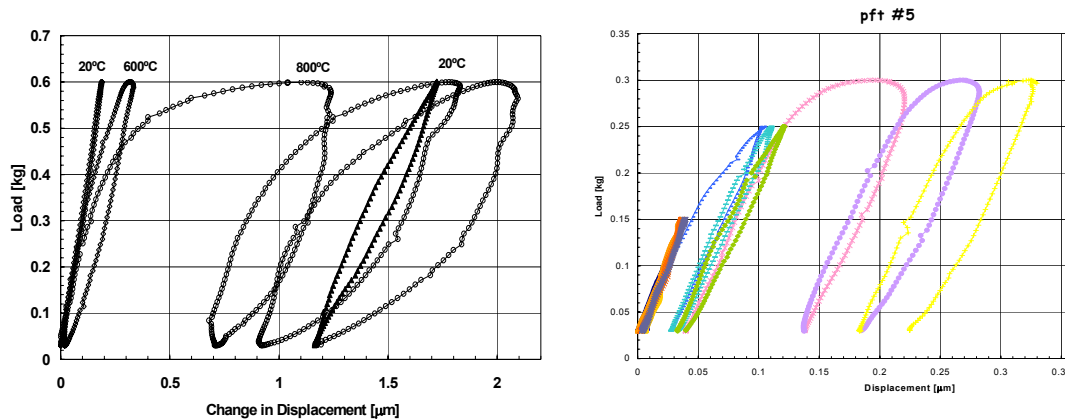 0.7
0.6
0.5
0.4
0.3
0.2
0.1
0
Load [kg]
20ºC 600ºC 800ºC 20ºC
0 0.5 1 1.5 2
Change in Displacement [µm]
pft #5
0.35
0.3
0.25
0.2
0.15
0.1
0.05
0
Load [kg]
0 0.05 0.1 0.15 0.2 0.25 0.3 0.3
Displacement [µm]